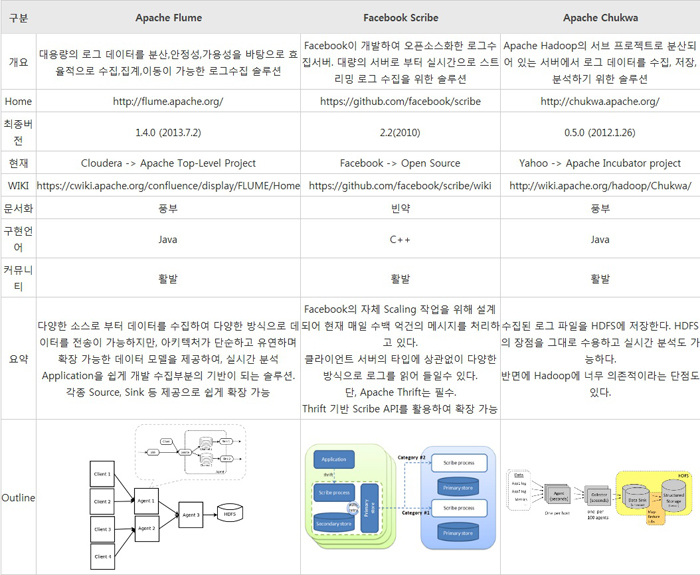 구분
Apache Flume
Facebook Scribe
Apache Chukwa
개요
대용량의 로그 데이터를 분산,안정성,가용성을 바탕으로 효
율적으로 수집,집계,이동이 가능한 로그수집 솔루션
Facebook이 개발하여 오픈소스화한 로그수
집서버. 대량의 서버로 부터 실시간으로 스트
리밍 로그 수집을 위한 솔루션
Apache Hadoop의 서브 프로젝트로 분산되
어 있는 서버에서 로그 데이터를 수집, 저장,
분석하기 위한 솔루션
Home
http://flume.apache.org/
https://github.com/facebook/scribe
http://chukwa.apache.org/
최종버
전
1.4.0 (2013.7.2)
2.2(2010)
0.5.0 (2012.1.26)
현재
Cloudera -> Apache Top-Level Project
Facebook -> Open Source
Yahoo -> Apache Incubator project
WIKI
https://cwiki.apache.org/confluence/display/FLUME/Home
https://github.com/facebook/scribe/wiki
http://wiki.apache.org/hadoop/Chukwa/
문서화
풍부
빈약
풍부
구현언
어
Java
C++
Java
커뮤니
티
활발
활발
활발
요약
다양한 소스로 부터 데이터를 수집하여 다양한 방식으로 데
이터를 전송이 가능하지만, 아키텍처가 단순하고 유연하며
확장 가능한 데이터 모델을 제공하여, 실시간 분석
Application을 쉽게 개발 수집부분의 기반이 되는 솔루션.
각종 Source, Sink 등 제공으로 쉽게 확장 가능
Facebook의 자체 Scaling 작업을 위해 설계
되어 현재 매일 수백 억건의 메시지를 처리하
고 있다.
클라이언트 서버의 타입에 상관없이 다양한
방식으로 로그를 읽어 들일수 있다.
단, Apache Thrift는 필수.
Thrift 기반 Scribe API를 활용하여 확장 가능
수집된 로그 파일을 HDFS에 저장한다. HDFS
의 장점을 그대로 수용하고 실시간 분석도 가
능하다.
반면에 Hadoop에 너무 의존적이라는 단점도
있다.
Outline
Client 1
Client 2
Client 3
Client 4
Agent 1
Agent 2
Agent 3
HDFS
Application
Scribe process
Secondary store
Primary store
Category #2
Category #1
Scribe process
Primary store
Scribe process
Primary store
Data
Agent
(seconds)
One per node
Collector
(seconds)
one per
100 agents
HDFS
Data Sink
Map
Reduce
Jobs
Structured
Storage